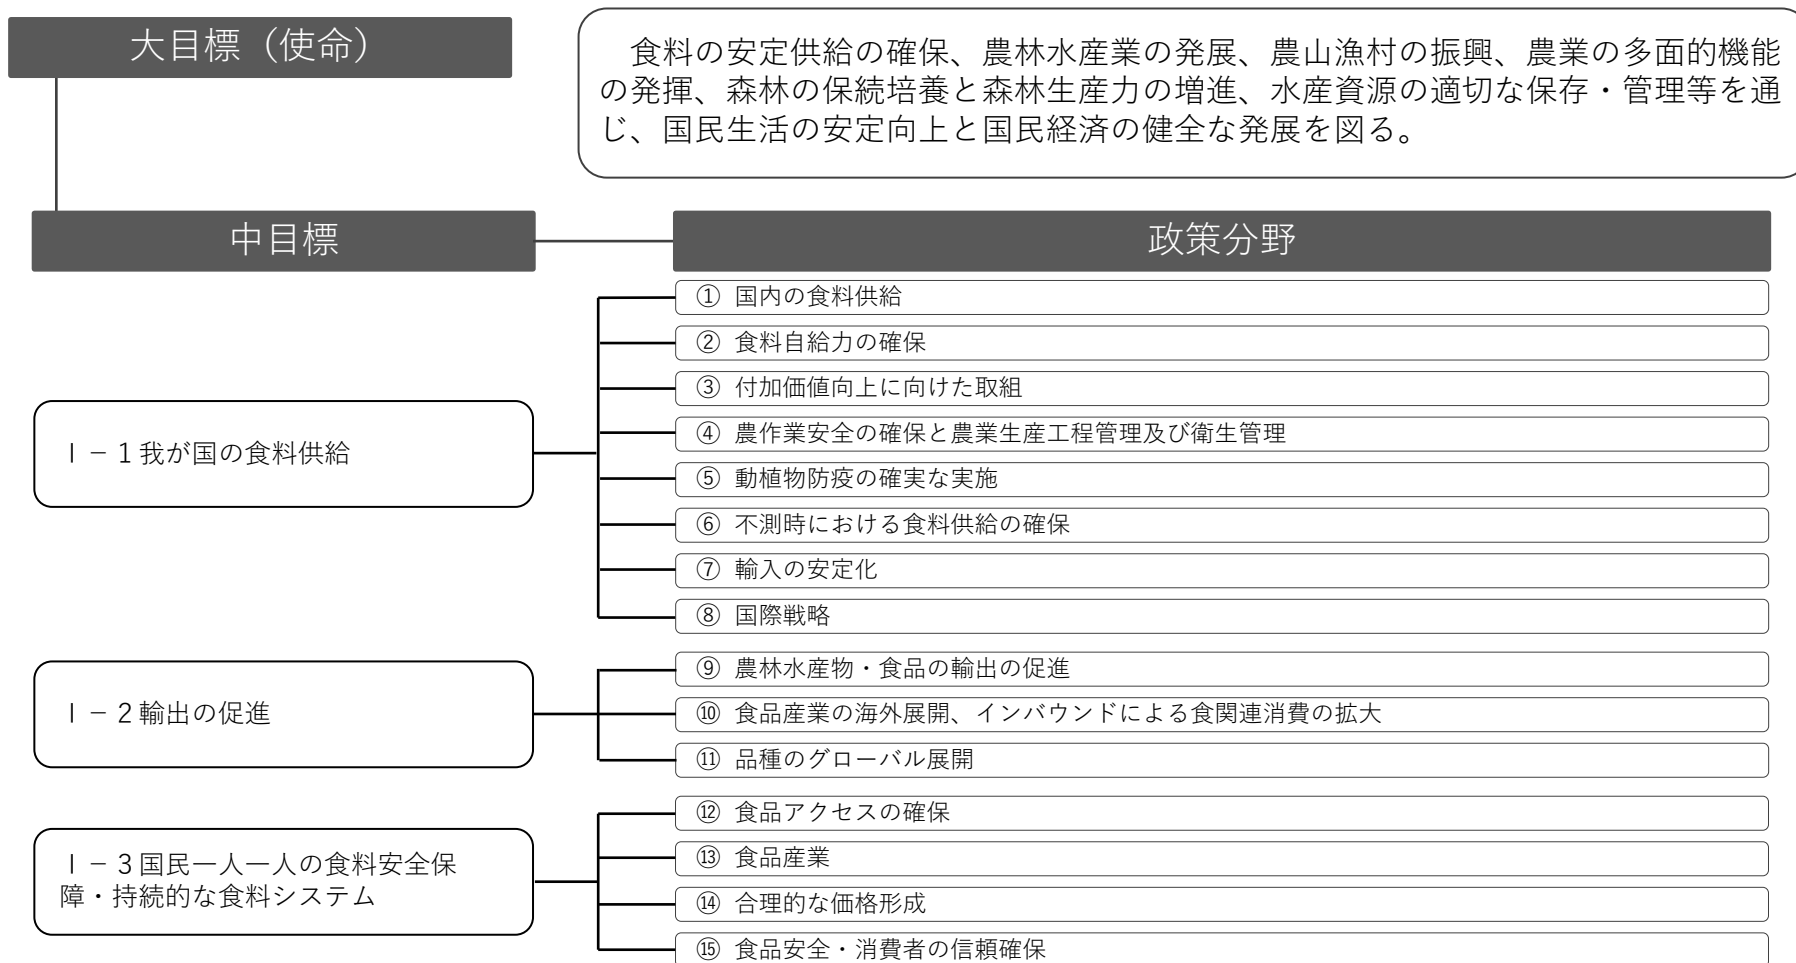 大目標（使命）
食料の安定供給の確保、農林水産業の発展、農山漁村の振興、農業の多面的機能
の発揮、森林の保続培養と森林生産力の増進、水産資源の適切な保存・管理等を通
じ、国民生活の安定向上と国民経済の健全な発展を図る。
中目標
政策分野
Ⅰ－１我が国の食料供給
① 国内の食料供給
② 食料自給力の確保
③ 付加価値向上に向けた取組
④ 農作業安全の確保と農業生産工程管理及び衛生管理
⑤ 動植物防疫の確実な実施
⑥ 不測時における食料供給の確保
⑦ 輸入の安定化
⑧ 国際戦略
Ⅰ－２輸出の促進
⑨ 農林水産物・食品の輸出の促進
⑩ 食品産業の海外展開、インバウンドによる食関連消費の拡大
⑪ 品種のグローバル展開
Ⅰ－３国民一人一人の食料安全保
障・持続的な食料システム
⑫ 食品アクセスの確保
⑬ 食品産業
⑭ 合理的な価格形成
⑮ 食品安全・消費者の信頼確保